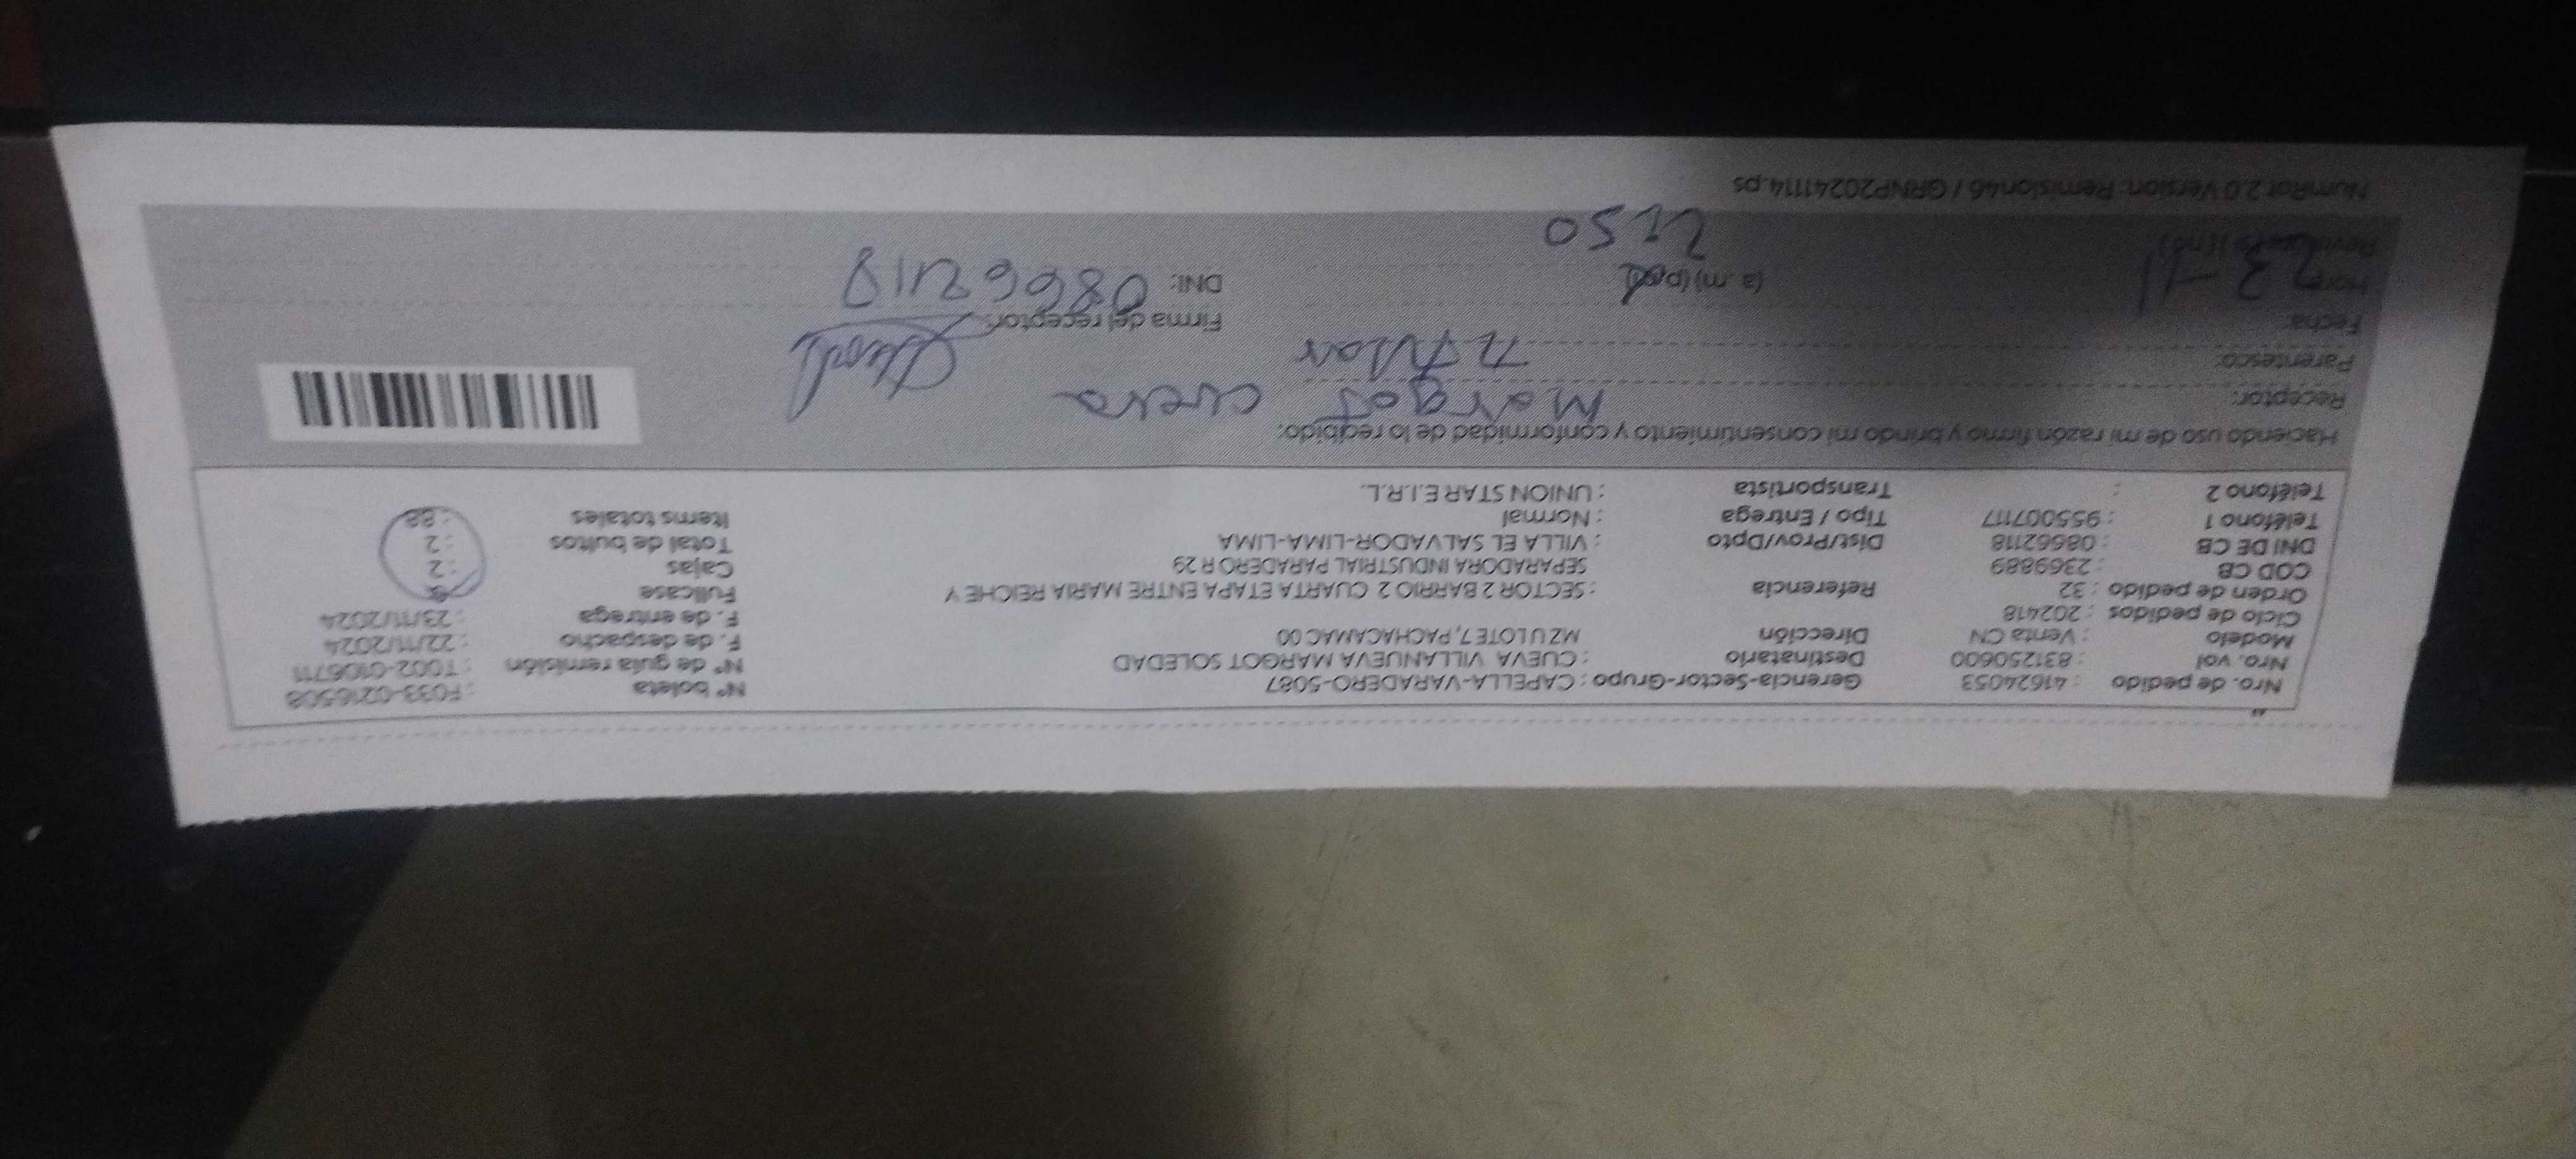 Nro. de pedido : 41624053 Gerencia-Sector-Grupo : CAPELLA-VARADERO-5087 N° boleta : F033-0216508
Nro. vol : 831250600 Destinatario : CUEVA VILLANUEVA MARGOT SOLEDAD N° de guía remisión : T002-0106711
Modelo : Venta CN Dirección MZ U LOTE 7, PACHACAMAC 00 F. de despacho : 22/11/2024
Ciclo de pedidos : 202418 F. de entrega : 23/11/2024
Orden de pedido : 32 Referencia : SECTOR 2 BARRIO 2 CUARTA ETAPA ENTRE MARIA REICHE Y Fullcase
COD CB : 2369889 SEPARADORA INDUSTRIAL PARADERO R 29 Cajas : 2
DNI DE CB : 08662118 Dist/Prov/Dpto : VILLA EL SALVADOR-LIMA-LIMA Total de bultos : 2
Teléfono 1 : 955007117 Tipo / Entrega : Normal Items totales : 88
Teléfono 2 : Transportista : UNION STAR E.I.R.L.
Haciendo uso de mi razón firmo y brindo mi consentimiento y conformidad de lo recibido:
Receptor: Margot Cueva
Parentesco: Titular
Fecha: Firma del receptor:
Hora: 23-11 (a. m) (p. DNI: 08662118
2150
NumRot 2.0 Version: Remision46 / GRNP20241114.ps